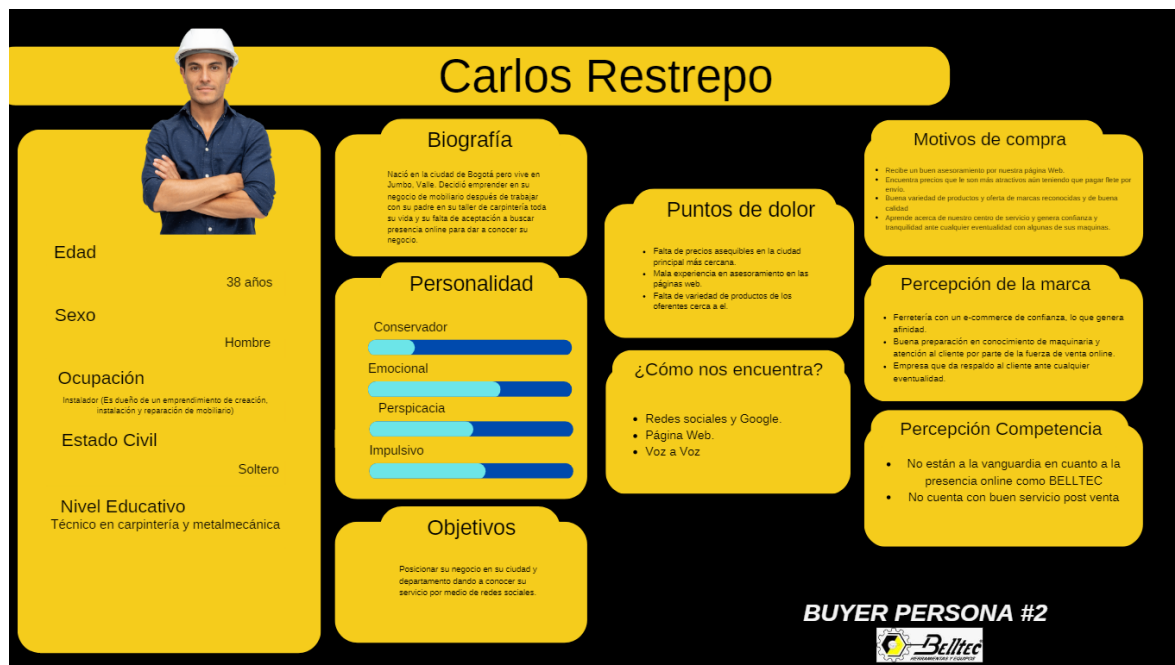 Carlos Restrepo
Edad
38 años
Sexo
Hombre
Ocupación
Instalador (Es dueño de un emprendimiento de creación,
instalación y reparación de mobiliario)
Estado Civil
Soltero
Nivel Educativo
Técnico en carpintería y metalmecánica
Biografía
Nació en la ciudad de Bogotá pero vive en
Jumbo, Valle. Decidió emprender en su
negocio de mobiliario después de trabajar
con su padre en su taller de carpintería toda
su vida y su falta de aceptación a buscar
presencia online para dar a conocer su
negocio.
Personalidad
Conservador
Emocional
Perspicacia
Impulsivo
Objetivos
Posicionar su negocio en su ciudad y
departamento dando a conocer su
servicio por medio de redes sociales.
Puntos de dolor
• Falta de precios asequibles en la ciudad
principal más cercana.
• Mala experiencia en asesoramiento en las
páginas web.
• Falta de variedad de productos de los
oferentes cerca a el.
¿Cómo nos encuentra?
• Redes sociales y Google.
• Página Web.
• Voz a Voz
Motivos de compra
• Recibe un buen asesoramiento por nuestra página Web.
• Encuentra precios que le son más atractivos aún teniendo que pagar flete por
envío.
• Buena variedad de productos y oferta de marcas reconocidas y de buena
calidad
• Aprende acerca de nuestro centro de servicio y genera confianza y
tranquilidad ante cualquier eventualidad con algunas de sus maquinas.
Percepción de la marca
• Ferretería con un e-commerce de confianza, lo que genera
afinidad.
• Buena preparación en conocimiento de maquinaria y
atención al cliente por parte de la fuerza de venta online.
• Empresa que da respaldo al cliente ante cualquier
eventualidad.
Percepción Competencia
• No están a la vanguardia en cuanto a la
presencia online como BELLTEC
• No cuenta con buen servicio post venta
BUYER PERSONA #2
Belltec
HERRAMIENTAS Y EQUIPOS